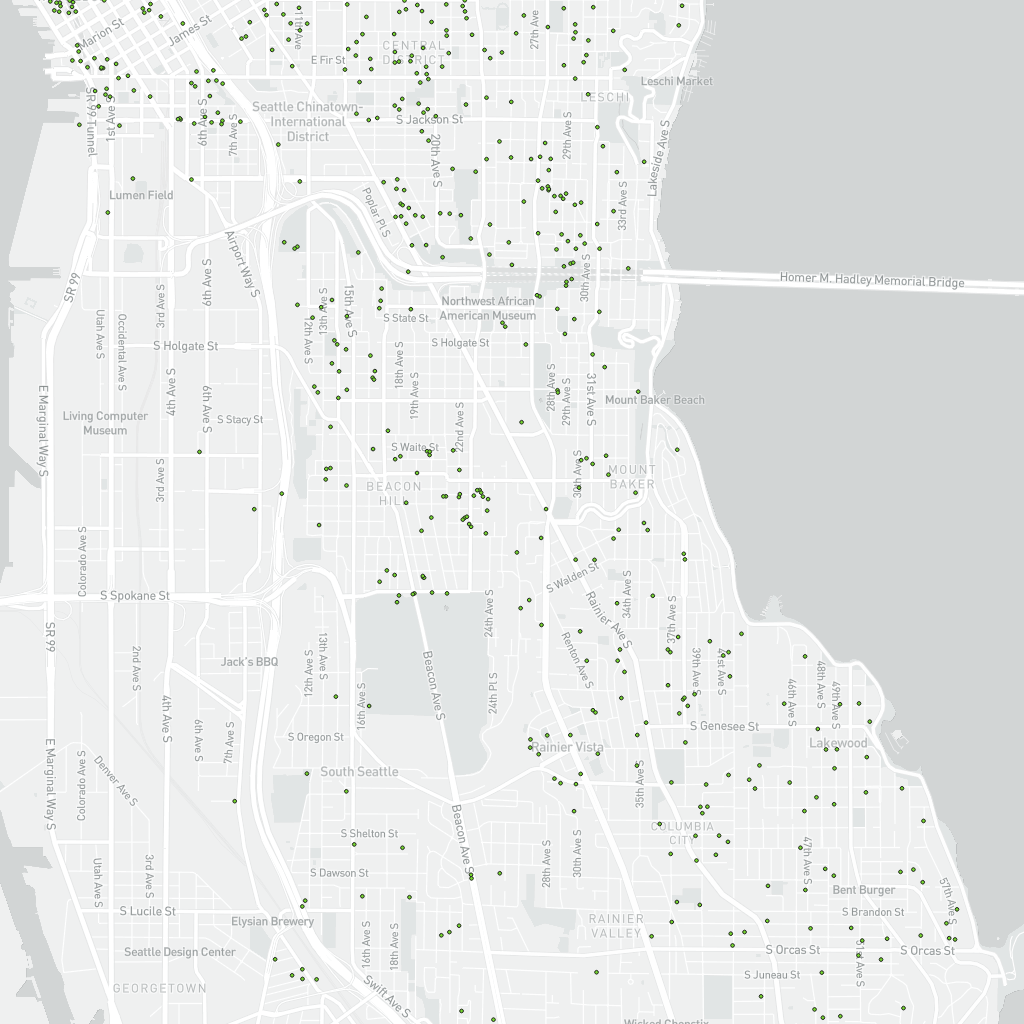 Marion St
James St
11th Ave
CENTRAL
DISTRICT
27th Ave
E Fir St
Leschi Market
LESCHI
SR 99 Tunnel
1st Ave S
6th Ave S
7th Ave S
Seattle Chinatown-
International
District
S Jackson St
20th Ave S
29th Ave S
Lakeside Ave S
Lumen Field
Poplar Pl S
33rd Ave S
Airport Way S
SR 99
6th Ave S
3rd Ave S
15th Ave S
13th Ave S
12th Ave S
30th Ave S
Homer M. Hadley Memorial Bridge
Northwest African
American Museum
Utah Ave S
Occidental Ave S
S State St
S Holgate St
S Holgate St
18th Ave S
19th Ave S
28th Ave S
29th Ave S
31st Ave S
Mount Baker Beach
E Marginal Way S
4th Ave S
6th Ave S
Living Computer
Museum
S Stacy St
22nd Ave S
S Waite St
3rd Ave S
BEACON
HILL
30th Ave S
MOUNT
BAKER
Colorado Ave S
S Spokane St
S Walden St
24th Ave S
Rainier Ave S
34th Ave S
37th Ave S
SR 99
2nd Ave S
Jack's BBQ
13th Ave S
12th Ave S
16th Ave S
Beacon Ave S
24th Pl S
Renton Ave S
39th Ave S
41st Ave S
46th Ave S
48th Ave S
49th Ave S
4th Ave S
6th Ave S
7th Ave S
S Oregon St
S Genesee St
Rainier Vista
Lakewood
E Marginal Way S
Colorado Ave S
Denver Ave S
South Seattle
35th Ave S
Beacon Ave S
S Shelton St
COLUMBIA
CITY
3rd Ave S
Utah Ave S
S Dawson St
28th Ave S
30th Ave S
47th Ave S
Bent Burger
57th Ave S
S Lucile St
Elysian Brewery
16th Ave S
18th Ave S
RAINIER
VALLEY
S Brandon St
Seattle Design Center
S Orcas St
S Orcas St
51st Ave S
GEORGETOWN
Swift Ave S
S Juneau St
Wicked Chopstix